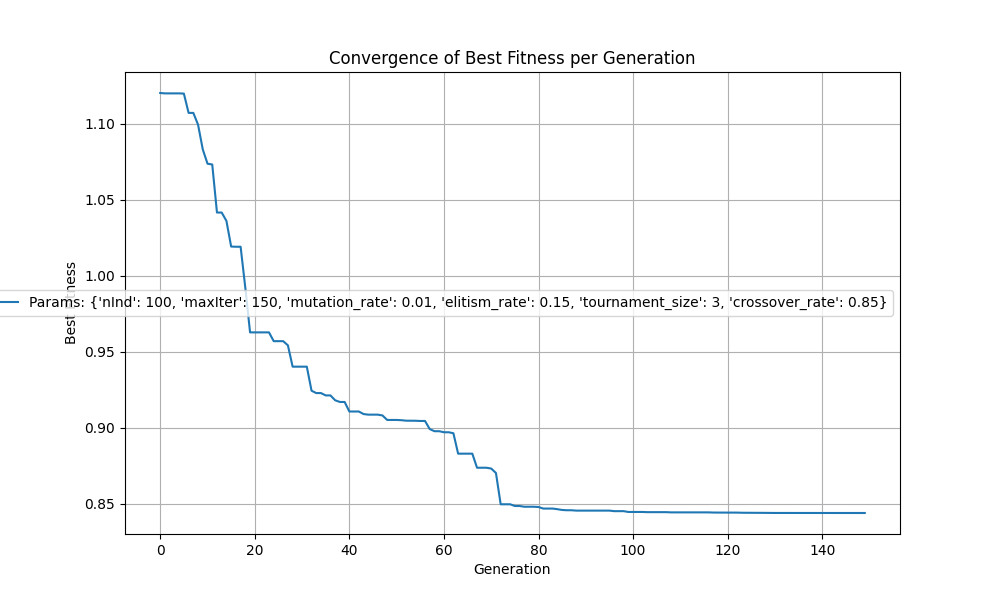 Convergence of Best Fitness per Generation
1.10
1.05
1.00
0.95
0.90
0.85
Best
ness
Params: {'nInd': 100, 'maxIter': 150, 'mutation_rate': 0.01, 'elitism_rate': 0.15, 'tournament_size': 3, 'crossover_rate': 0.85}
0 20 40 60 80 100 120 140
Generation